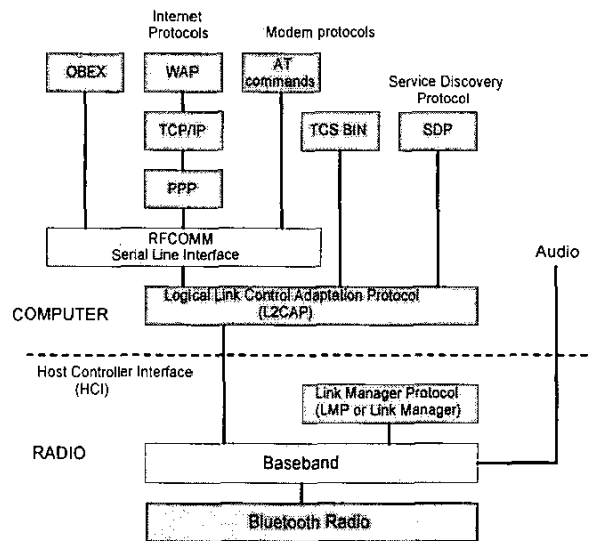 Internet
Protocols
Modem protocols
OBEX
WAP
AT
commands
Service Discovery
Protocol
TCP/IP
TCS BIN
SDP
PPP
RFCOMM
Serial Line Interface
Audio
Logical Link Control Adaptation Protocol
(L2CAP)
COMPUTER
Host Controller Interface
(HCI)
Link Manager Protocol
(LMP or Link Manager)
RADIO
Baseband
Bluetooth Radio